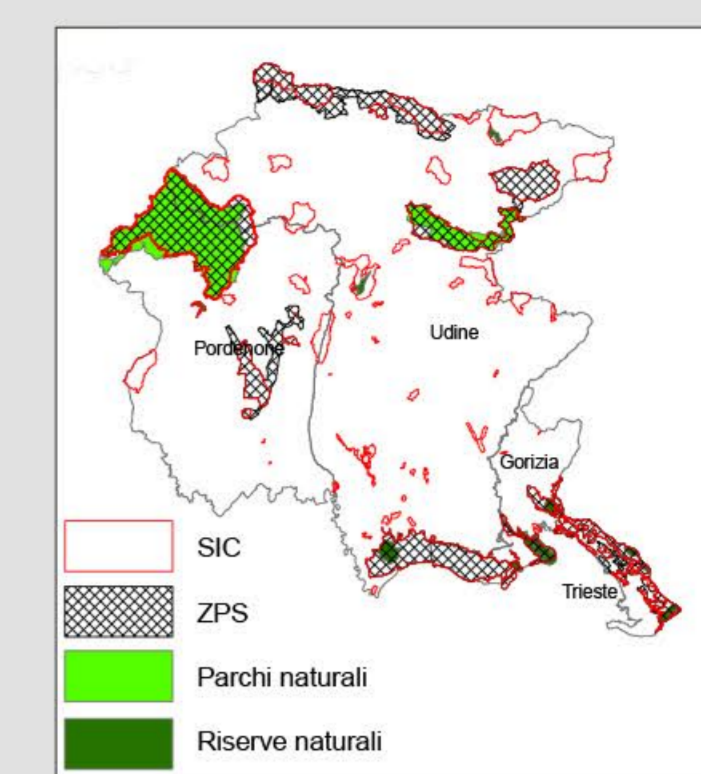 Udine
Pordenone
Gorizia
Trieste
SIC
ZPS
Parchi naturali
Riserve naturali